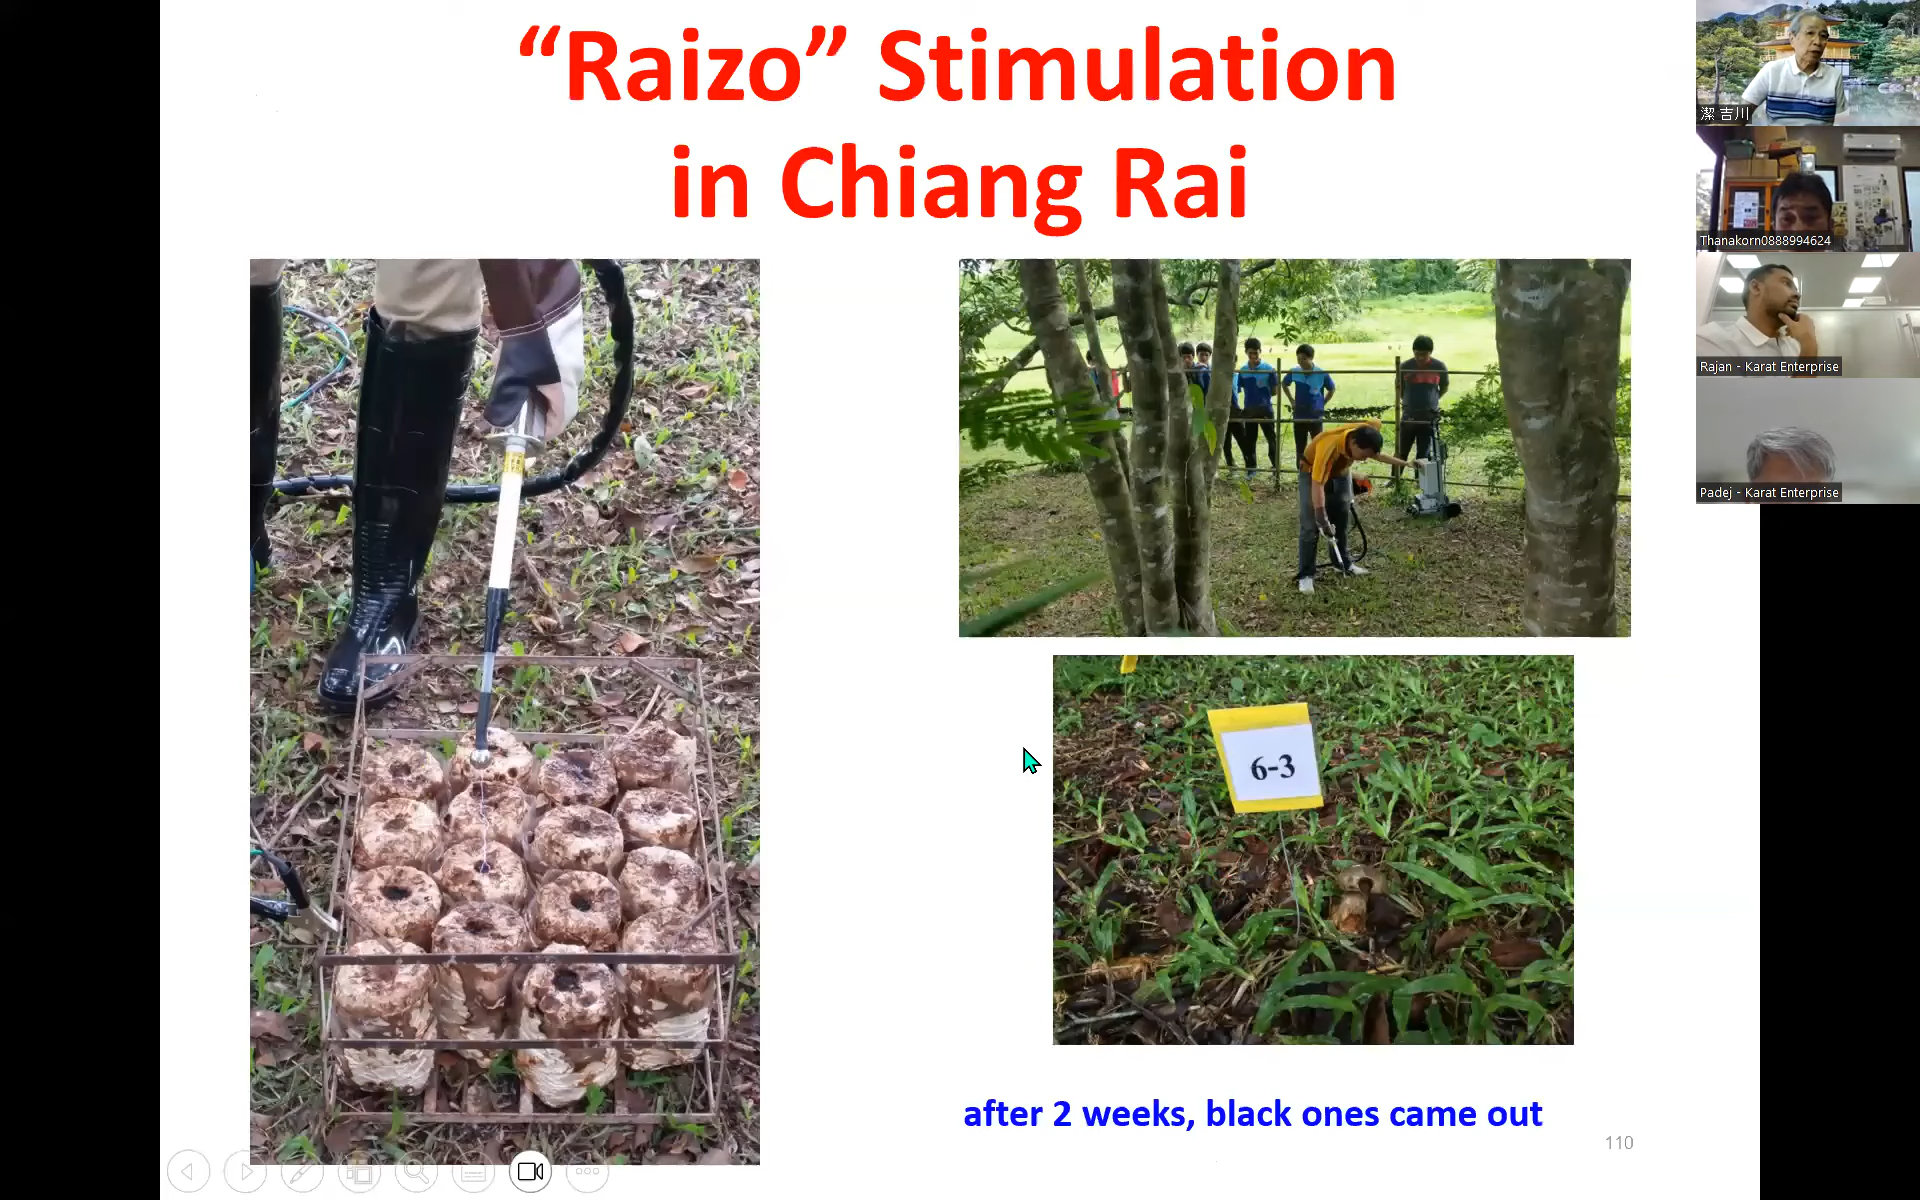 “Raizo” Stimulation
in Chiang Rai
6-3
after 2 weeks, black ones came out
110
潔 吉川
Thanakorn0888994624
Rajan - Karat Enterprise
Padej - Karat Enterprise